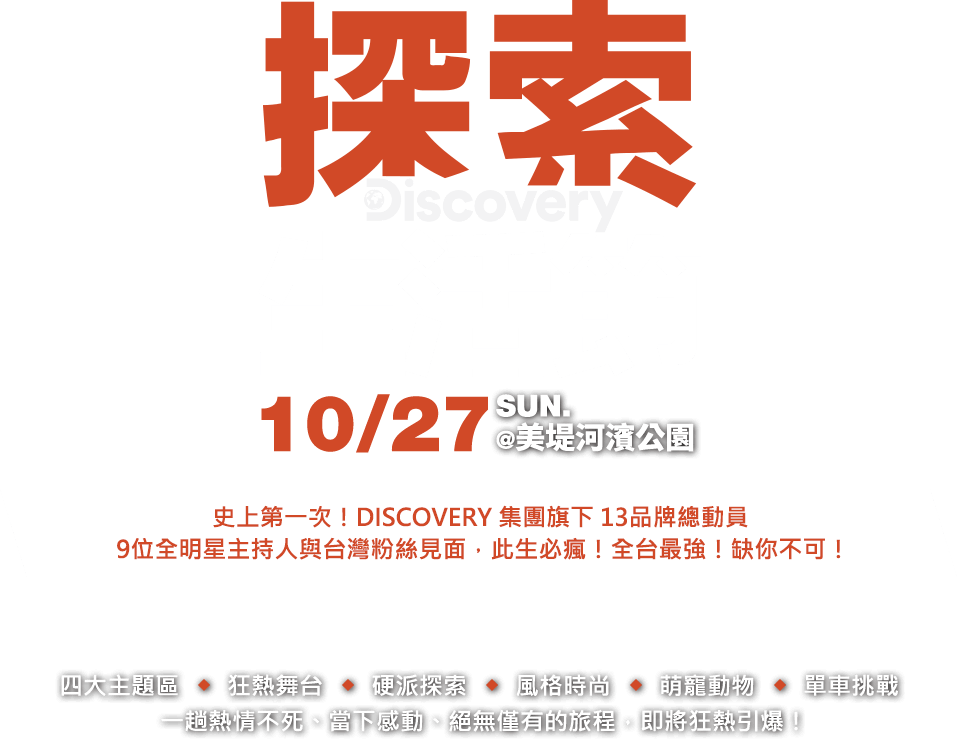 探索
Discovery
10/27 SUN.
@美堤河濱公園
史上第一次！DISCOVERY 集團旗下 13品牌總動員
9位全明星主持人與台灣粉絲見面，此生必瘋！全台最強！缺你不可！
四大主題區 ◆ 狂熱舞台 ◆ 硬派探索 ◆ 風格時尚 ◆ 萌寵動物 ◆ 單車挑戰
一趟熱情不死、當下感動、絕無僅有的旅程，即將狂熱引爆！